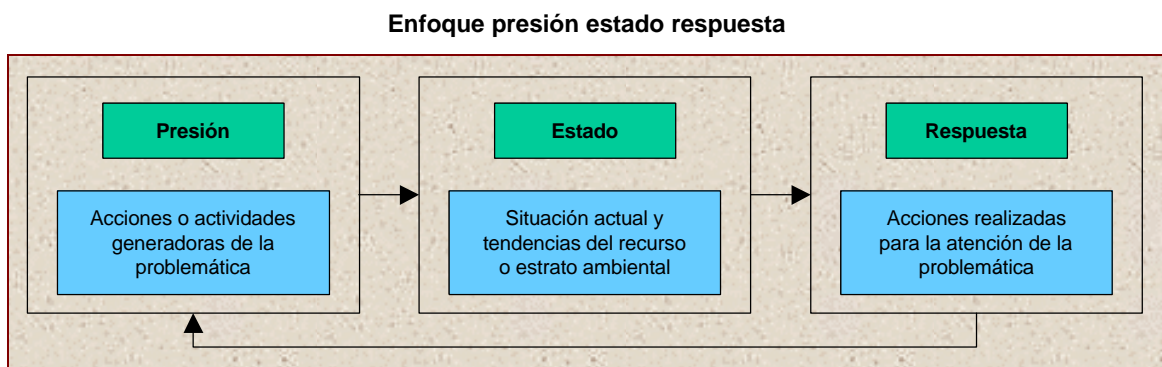 Enfoque presión estado respuesta
Presión
Acciones o actividades
generadoras de la
problemática
Estado
Situación actual y
tendencias del recurso
o estrato ambiental
Respuesta
Acciones realizadas
para la atención de la
problemática